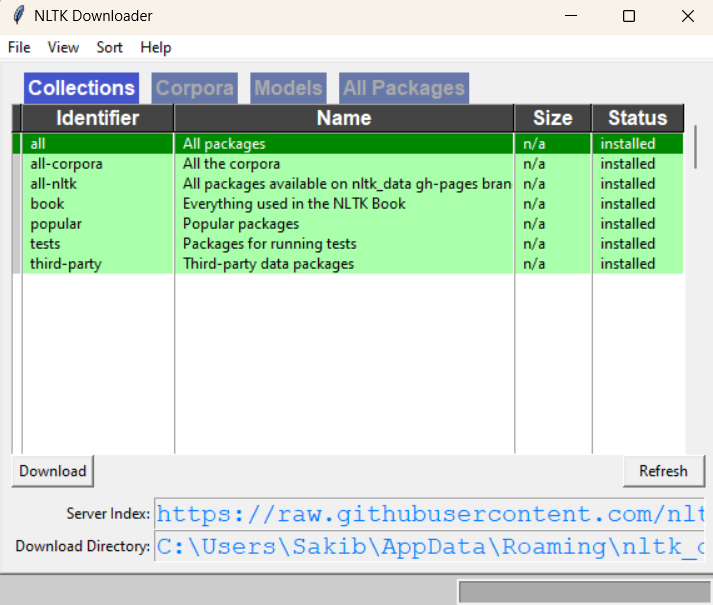 NLTK Downloader
File View Sort Help
Collections Corpora Models All Packages
Identifier Name Size Status
all All packages n/a installed
all-corpora All the corpora n/a installed
all-nltk All packages available on nltk_data gh-pages bran n/a installed
book Everything used in the NLTK Book n/a installed
popular Popular packages n/a installed
tests Packages for running tests n/a installed
third-party Third-party data packages n/a installed
Download Refresh
Server Index: https://raw.githubusercontent.com/nlt
Download Directory: C:\Users\Sakib\AppData\Roaming\nltk_